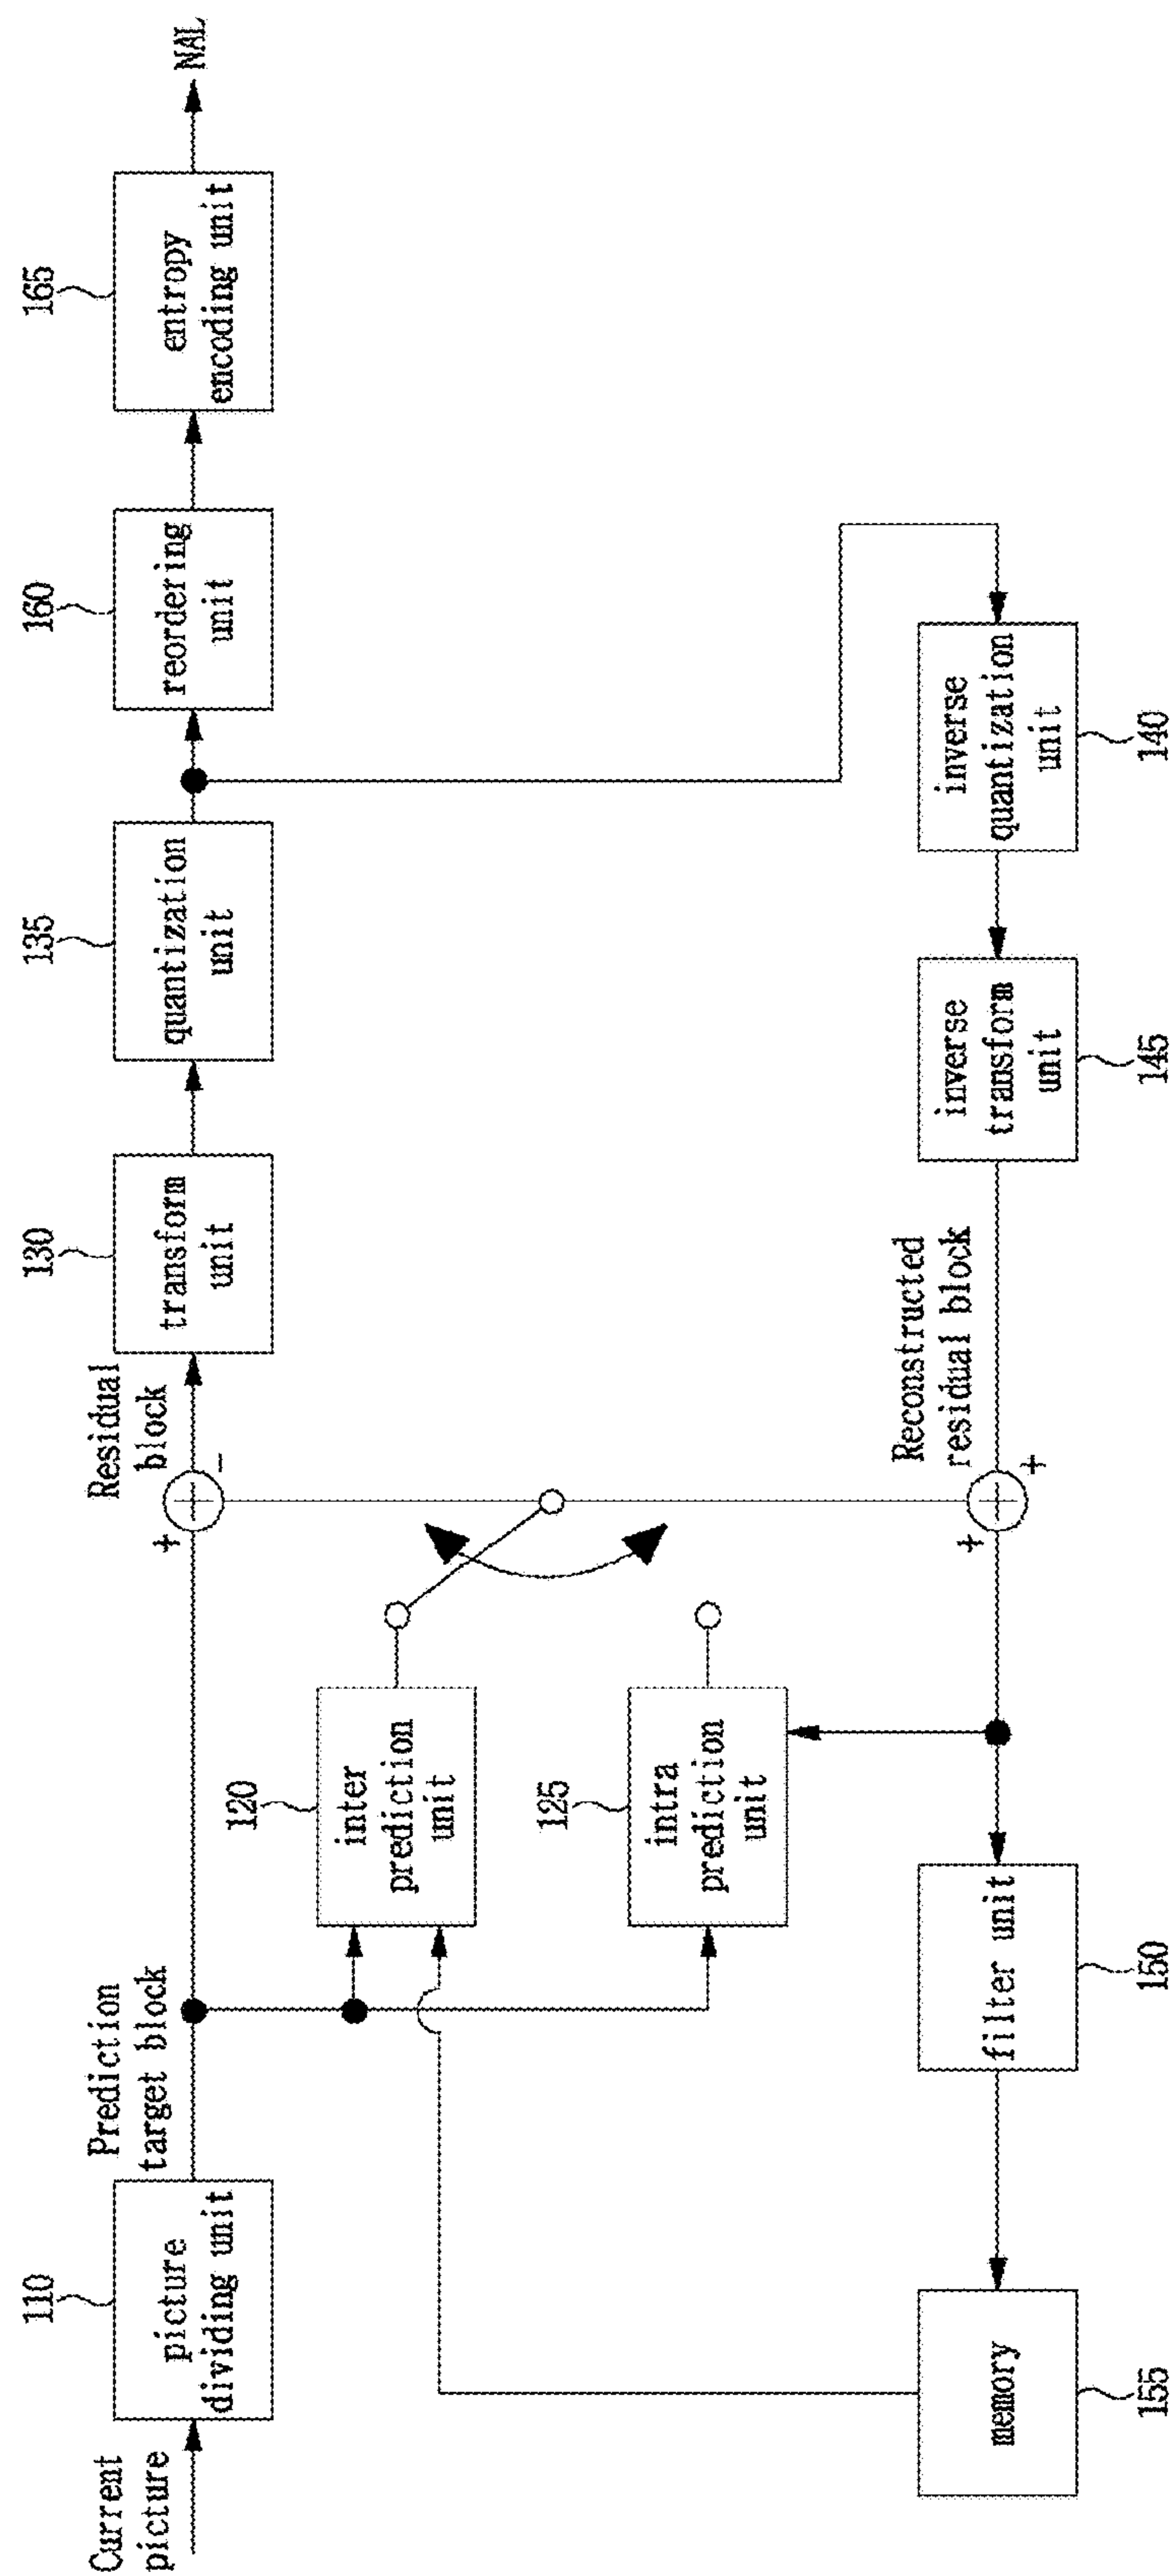 Current
picture
110
picture
dividing unit
Prediction
target block
+
-
Residual
block
130
transform
unit
135
quantization
unit
160
reordering
unit
165
entropy
encoding unit
NAL
120
inter
prediction
unit
125
intra
prediction
unit
memory
155
filter unit
150
+
+
Reconstructed
residual block
inverse
transform
unit
145
inverse
quantization
unit
140